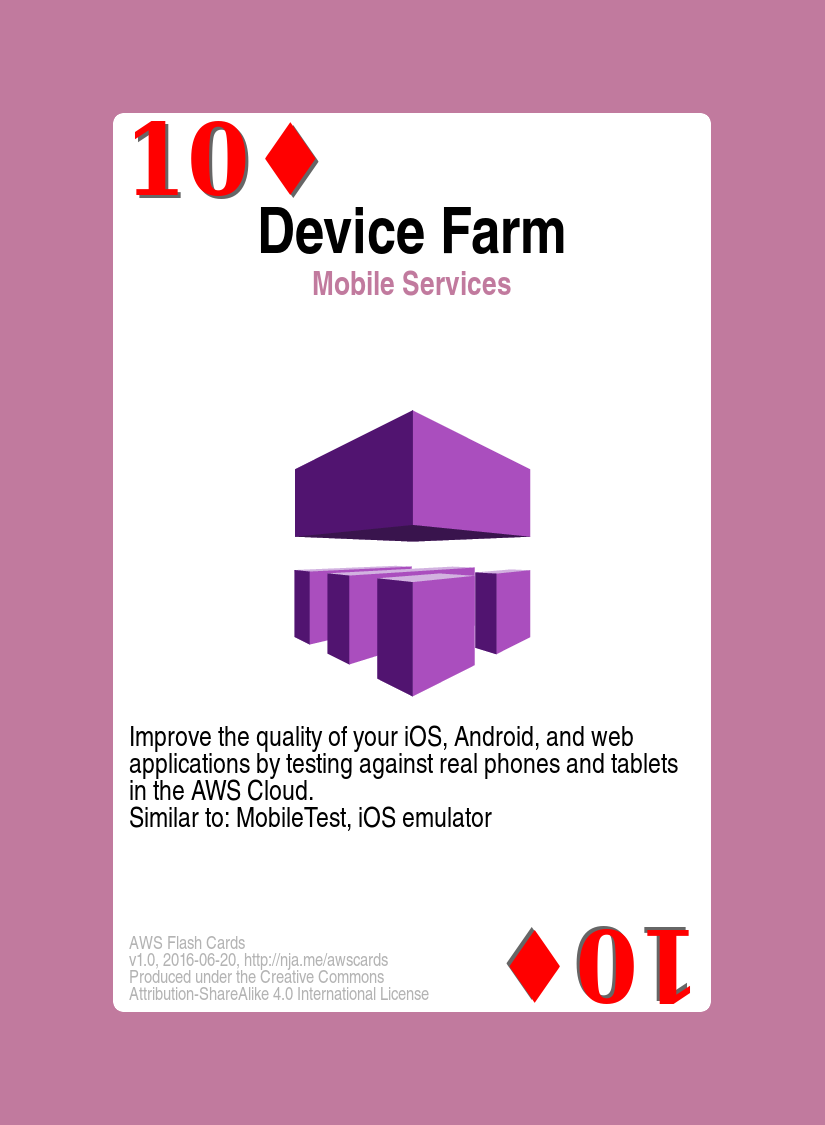 10♦
Device Farm
Mobile Services
Improve the quality of your iOS, Android, and web
applications by testing against real phones and tablets
in the AWS Cloud.
Similar to: MobileTest, iOS emulator
AWS Flash Cards
v1.0, 2016-06-20, http://nja.me/awscards
Produced under the Creative Commons
Attribution-ShareAlike 4.0 International License
10♦